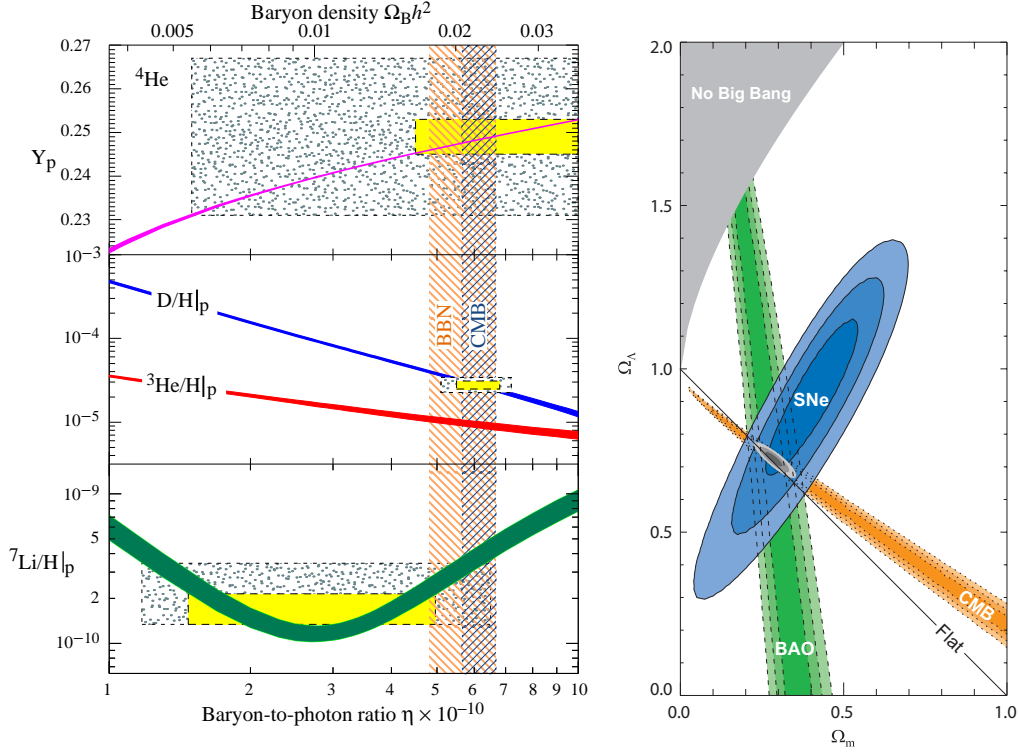 Baryon density Ω_B h²
0.005 0.01 0.02 0.03
0.27
⁴He
0.26
0.25
Y_p
0.24
0.23
10⁻³
D/H|_p
10⁻⁴
BBN
CMB
³He/H|_p
10⁻⁵
10⁻⁹
5
⁷Li/H|_p
2
10⁻¹⁰
1 2 3 4 5 6 7 8 9 10
Baryon-to-photon ratio η × 10⁻¹⁰
2.0
No Big Bang
1.5
Ω_Λ
1.0
SNe
0.5
CMB
Flat
BAO
0.0
0.0 0.5 1.0
Ω_m